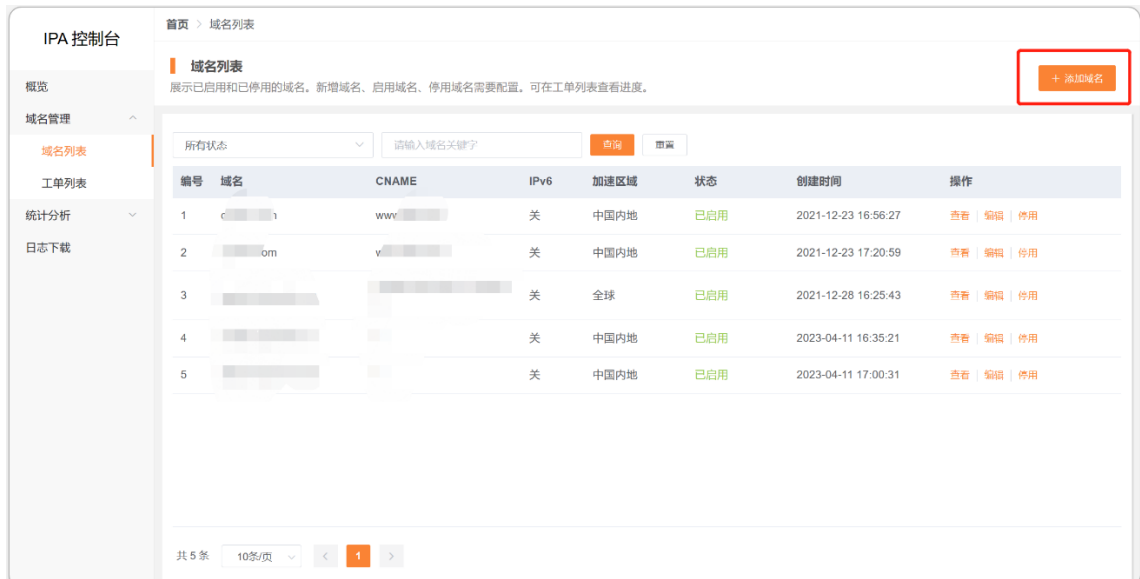 IPA 控制台
首页 > 域名列表
域名列表
展示已启用和已停用的域名。新增域名、启用域名、停用域名需要配置。可在工单列表查看进度。
+ 添加域名
概览
域名管理
域名列表
工单列表
统计分析
日志下载
所有状态 请输入域名关键字 查询 重置
编号 域名 CNAME IPv6 加速区域 状态 创建时间 操作
1 关 中国内地 已启用 2021-12-23 16:56:27 查看 | 编辑 | 停用
2 关 中国内地 已启用 2021-12-23 17:20:59 查看 | 编辑 | 停用
3 关 全球 已启用 2021-12-28 16:25:43 查看 | 编辑 | 停用
4 关 中国内地 已启用 2023-04-11 16:35:21 查看 | 编辑 | 停用
5 关 中国内地 已启用 2023-04-11 17:00:31 查看 | 编辑 | 停用
共 5 条 10条/页 < 1 >